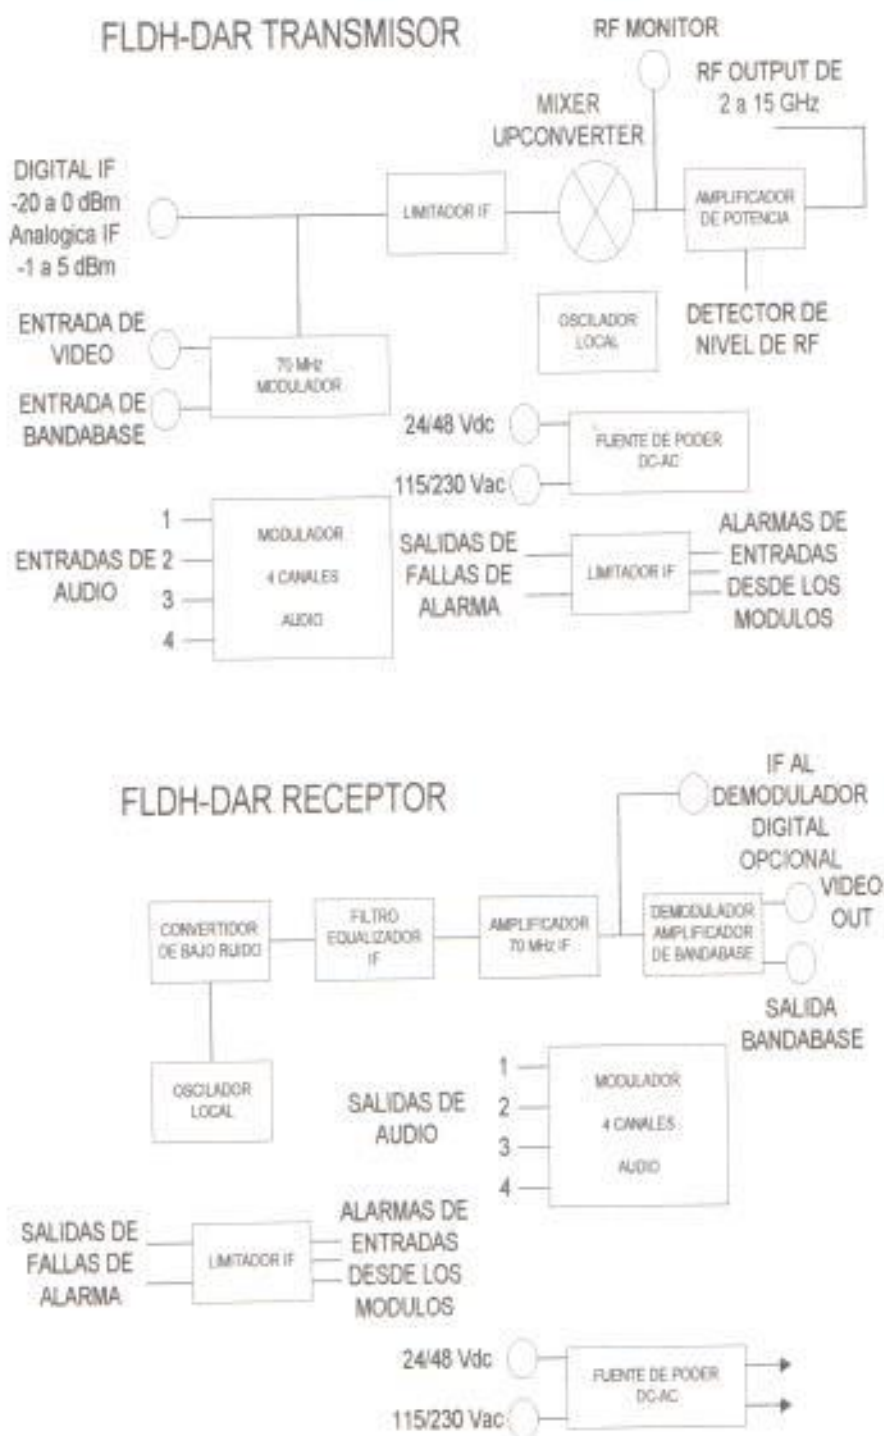 FLDH-DAR TRANSMISOR
RF MONITOR
RF OUTPUT DE
2 a 15 GHz
MIXER
UPCONVERTER
DIGITAL IF
-20 a 0 dBm
Analogica IF
-1 a 5 dBm
LIMITADOR IF
AMPLIFICADOR
DE POTENCIA
ENTRADA DE
VIDEO
70 MHz
MODULADOR
OSCILADOR
LOCAL
DETECTOR DE
NIVEL DE RF
ENTRADA DE
BANDABASE
24/48 Vdc
115/230 Vac
FUENTE DE PODER
DC-AC
ENTRADAS DE
AUDIO
1
2
3
4
MODULADOR
4 CANALES
AUDIO
SALIDAS DE
FALLAS DE
ALARMA
LIMITADOR IF
ALARMAS DE
ENTRADAS
DESDE LOS
MODULOS
FLDH-DAR RECEPTOR
IF AL
DEMODULADOR
DIGITAL
OPCIONAL
CONVERTIDOR
DE BAJO RUIDO
FILTRO
EQUALIZADOR
IF
AMPLIFICADOR
70 MHz IF
DEMODULADOR
AMPLIFICADOR
DE BANDABASE
VIDEO
OUT
SALIDA
BANDABASE
OSCILADOR
LOCAL
SALIDAS DE
AUDIO
1
2
3
4
MODULADOR
4 CANALES
AUDIO
SALIDAS DE
FALLAS DE
ALARMA
LIMITADOR IF
ALARMAS DE
ENTRADAS
DESDE LOS
MODULOS
24/48 Vdc
115/230 Vac
FUENTE DE PODER
DC-AC